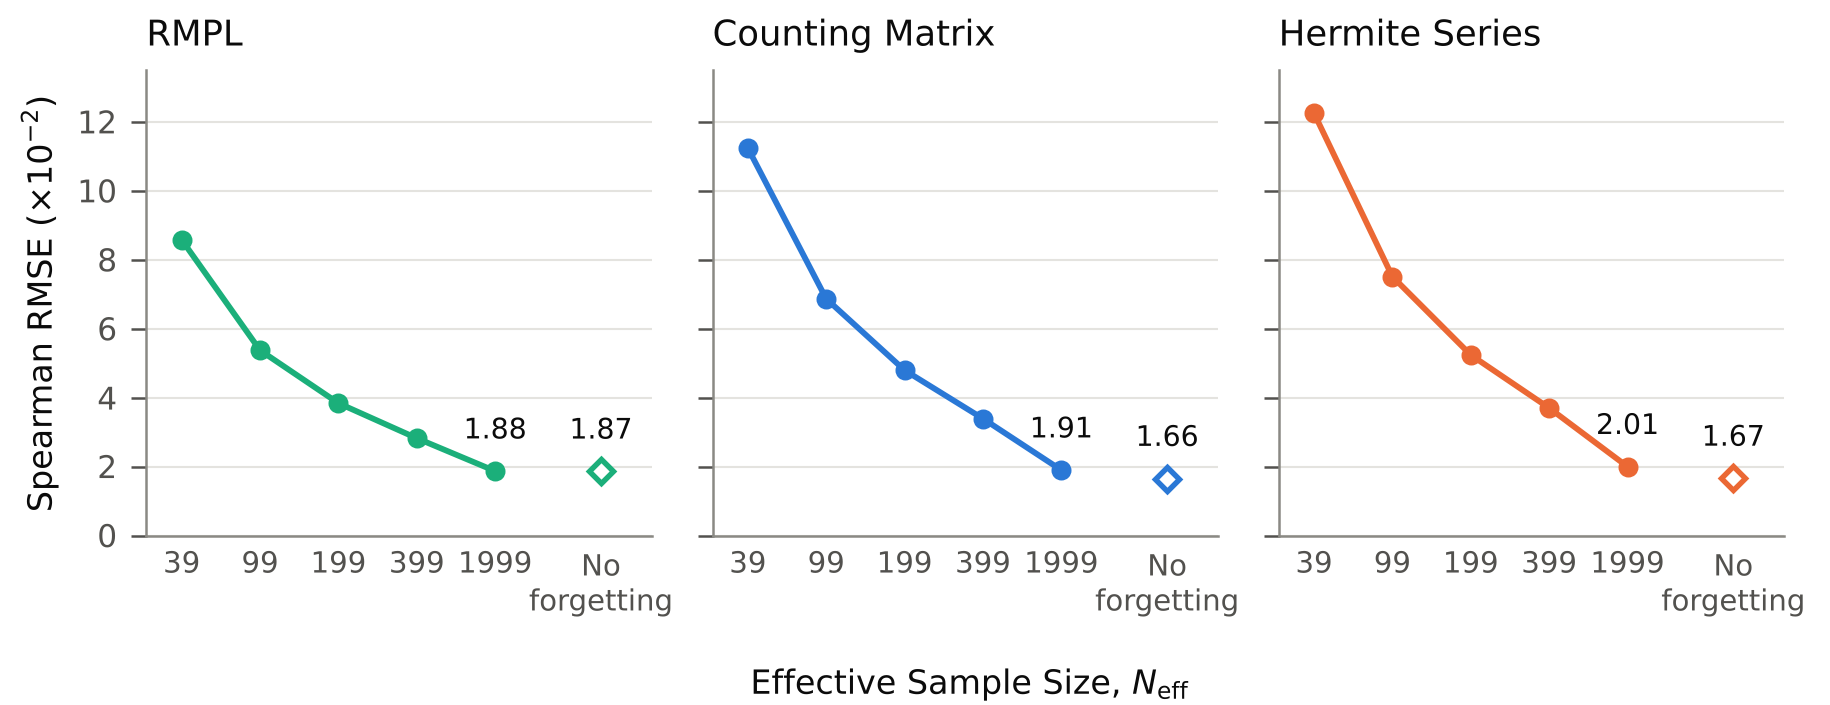 RMPL
Counting Matrix
Hermite Series
Spearman RMSE (×10⁻²)
12
10
8
6
4
2
0
1.88
1.87
1.91
1.66
2.01
1.67
39 99 199 399 1999 No forgetting
39 99 199 399 1999 No forgetting
39 99 199 399 1999 No forgetting
Effective Sample Size, N_eff